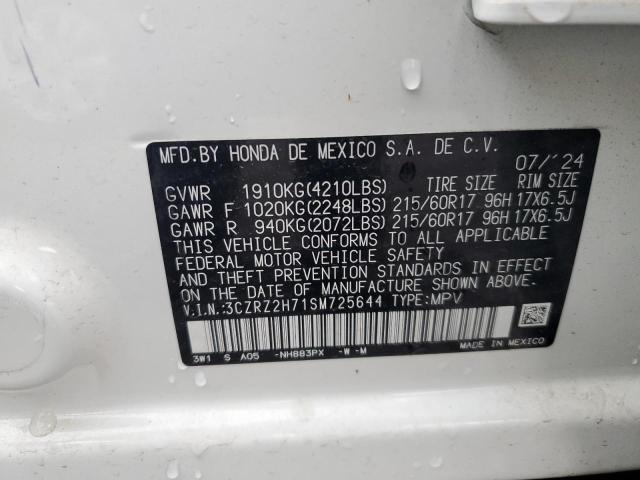 MFD.BY HONDA DE MEXICO S.A. DE C.V.
07/´24
GVWR 1910KG(4210LBS) TIRE SIZE RIM SIZE
GAWR F 1020KG(2248LBS) 215/60R17 96H 17X6.5J
GAWR R 940KG(2072LBS) 215/60R17 96H 17X6.5J
THIS VEHICLE CONFORMS TO ALL APPLICABLE
FEDERAL MOTOR VEHICLE SAFETY
AND THEFT PREVENTION STANDARDS IN EFFECT
ON THE DATE OF MANUFACTURE SHOWN ABOVE.
V.I.N.:3CZRZ2H71SM725644 TYPE:MPV
3W1 S A05 -NH883PX -W-M MADE IN MEXICO